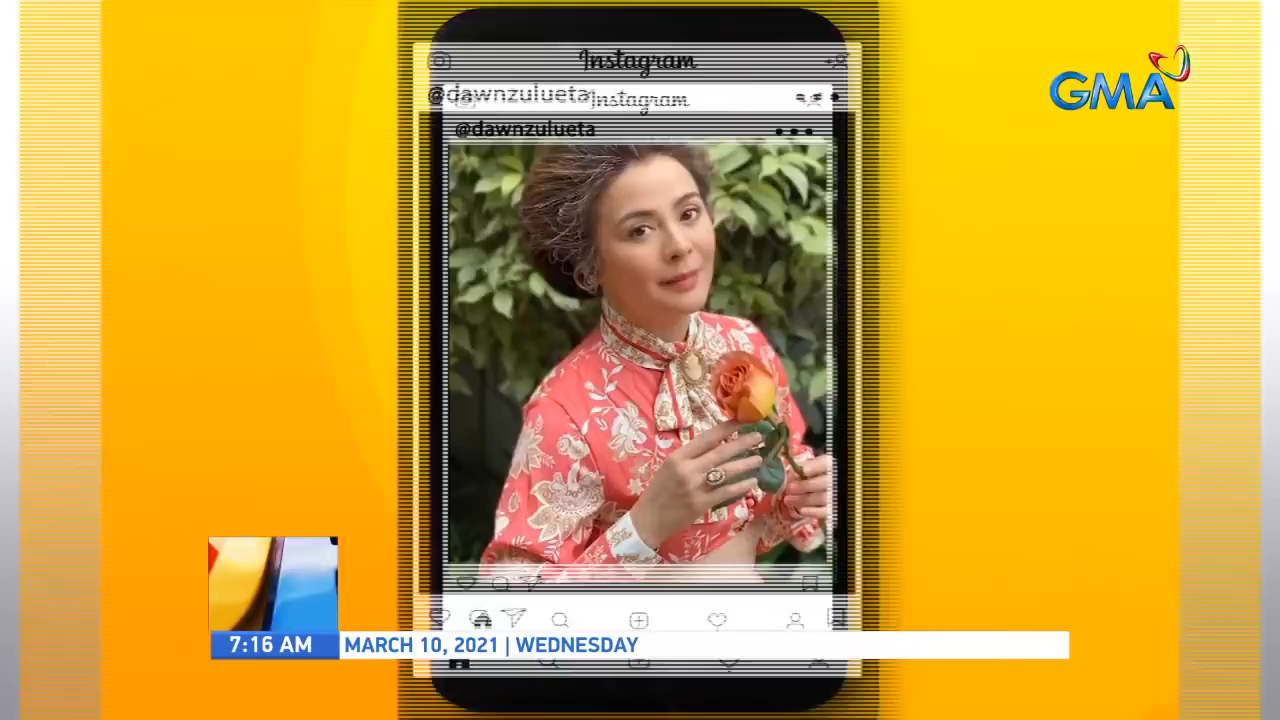 Instagram
GMA
@dawnzulueta
Instagram
@dawnzulueta
7:16 AM
MARCH 10, 2021 | WEDNESDAY